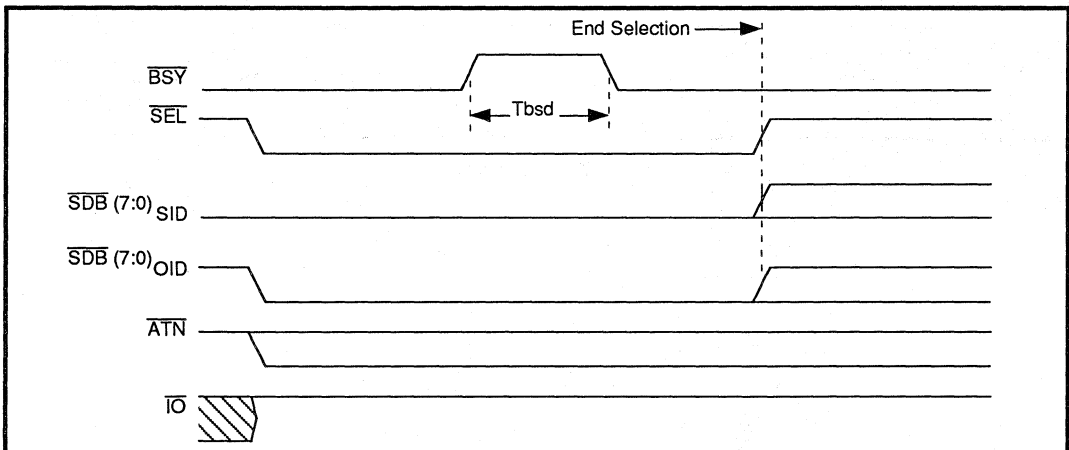 End Selection
BSY
Tbsd
SEL
SDB (7:0) SID
SDB (7:0) OID
ATN
IO